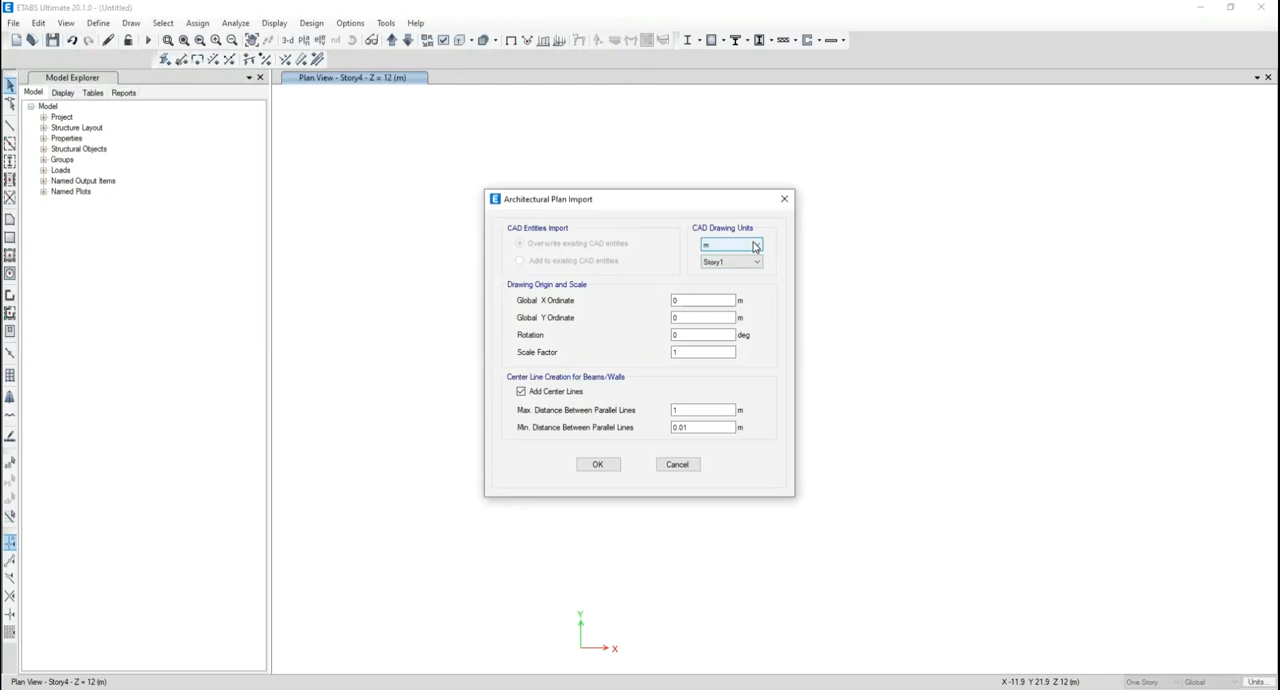 ETABS Ultimate 20.1.0 - (Untitled)
File Edit View Define Draw Select Assign Analyze Display Design Options Tools Help
3-d
nd
Model Explorer
Plan View - Story4 - Z = 12 (m)
Model Display Tables Reports
Model
Project
Structure Layout
Properties
Structural Objects
Groups
Loads
Named Output Items
Named Plots
Architectural Plan Import
CAD Entities Import
Overwrite existing CAD entities
Add to existing CAD entities
CAD Drawing Units
m
Story1
Drawing Origin and Scale
Global X Ordinate 0 m
Global Y Ordinate 0 m
Rotation 0 deg
Scale Factor 1
Center Line Creation for Beams/Walls
Add Center Lines
Max. Distance Between Parallel Lines 1 m
Min. Distance Between Parallel Lines 0.01 m
OK Cancel
Y
X
Plan View - Story4 - Z = 12 (m)
X -11.9 Y 21.9 Z 12 (m)
One Story
Global
Units...